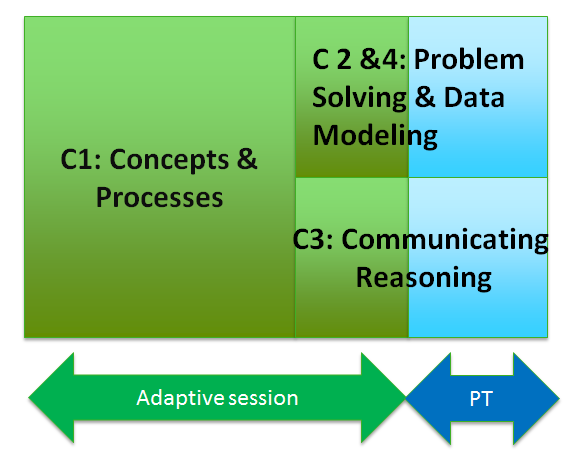 C1: Concepts &
Processes
C 2 &4: Problem
Solving & Data
Modeling
C3: Communicating
Reasoning
Adaptive session
PT